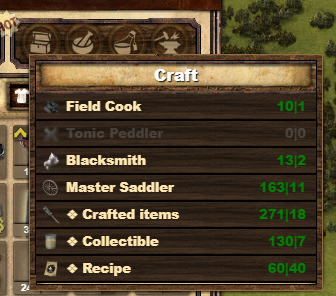 Craft
Field Cook 10|1
Tonic Peddler 0|0
Blacksmith 13|2
Master Saddler 163|11
❖ Crafted items 271|18
❖ Collectible 130|7
❖ Recipe 60|40